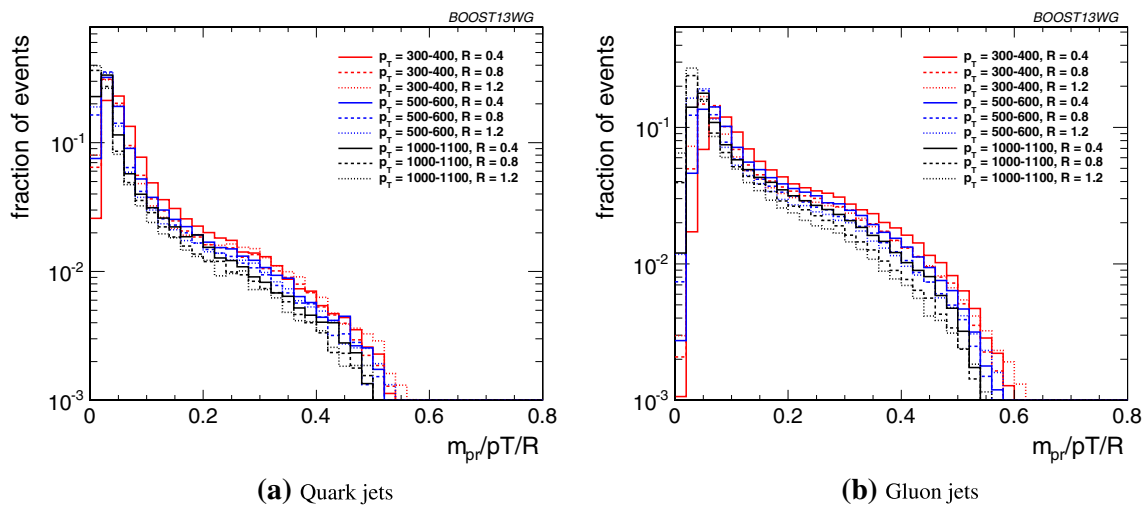 BOOST13WG
fraction of events
10⁻¹
10⁻²
10⁻³
p_T = 300-400, R = 0.4
p_T = 300-400, R = 0.8
p_T = 300-400, R = 1.2
p_T = 500-600, R = 0.4
p_T = 500-600, R = 0.8
p_T = 500-600, R = 1.2
p_T = 1000-1100, R = 0.4
p_T = 1000-1100, R = 0.8
p_T = 1000-1100, R = 1.2
0 0.2 0.4 0.6 0.8
m_pr/pT/R
(a) Quark jets
BOOST13WG
fraction of events
10⁻¹
10⁻²
10⁻³
p_T = 300-400, R = 0.4
p_T = 300-400, R = 0.8
p_T = 300-400, R = 1.2
p_T = 500-600, R = 0.4
p_T = 500-600, R = 0.8
p_T = 500-600, R = 1.2
p_T = 1000-1100, R = 0.4
p_T = 1000-1100, R = 0.8
p_T = 1000-1100, R = 1.2
0 0.2 0.4 0.6 0.8
m_pr/pT/R
(b) Gluon jets